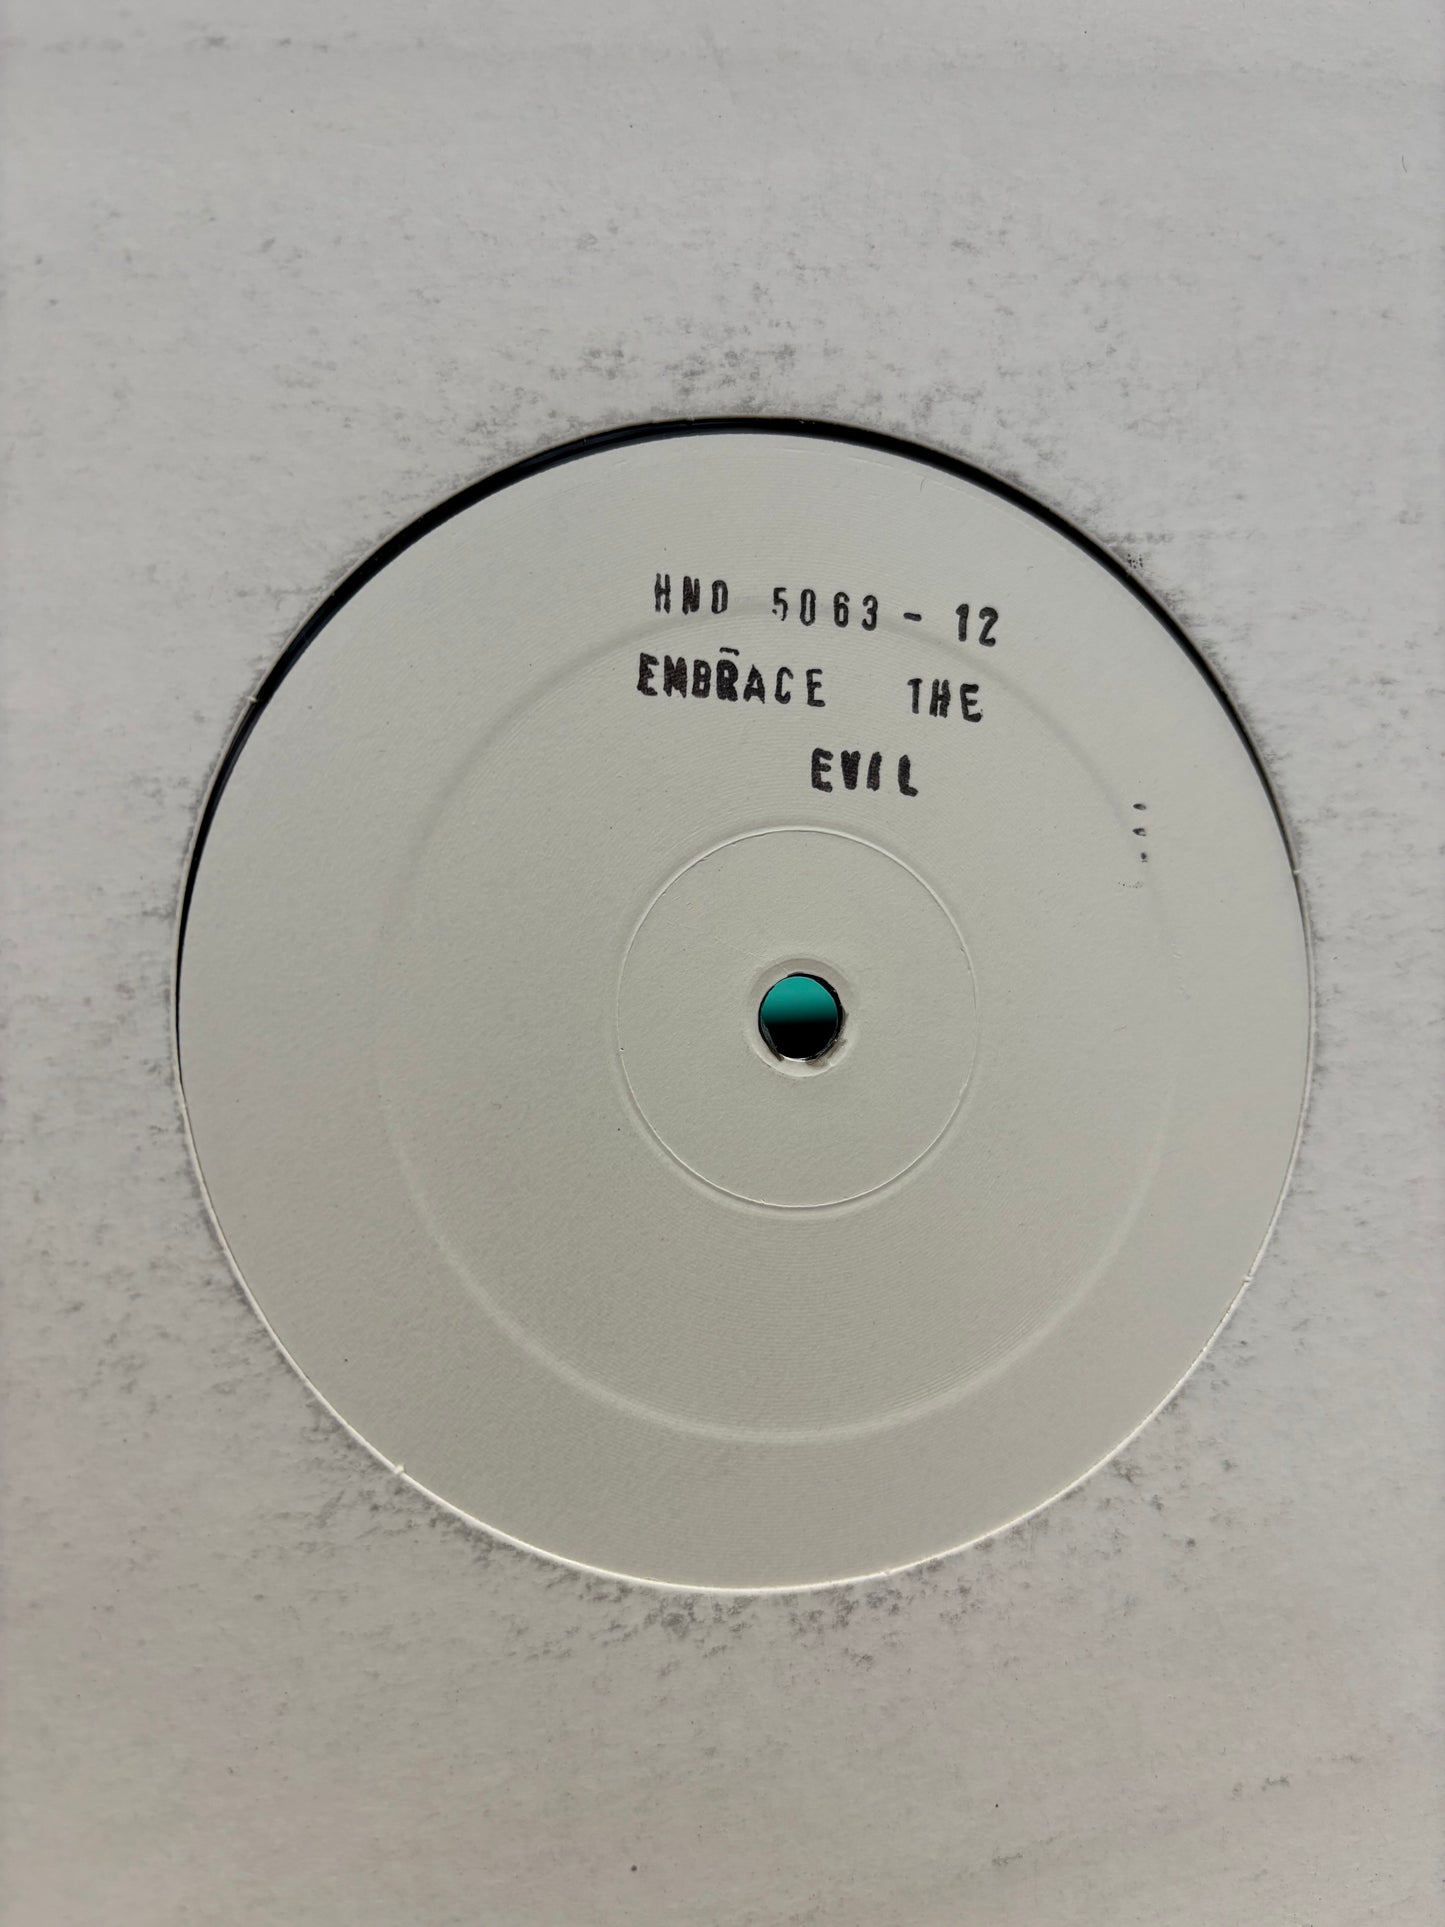 HND 5063-12
EMBRACE THE
EVIL